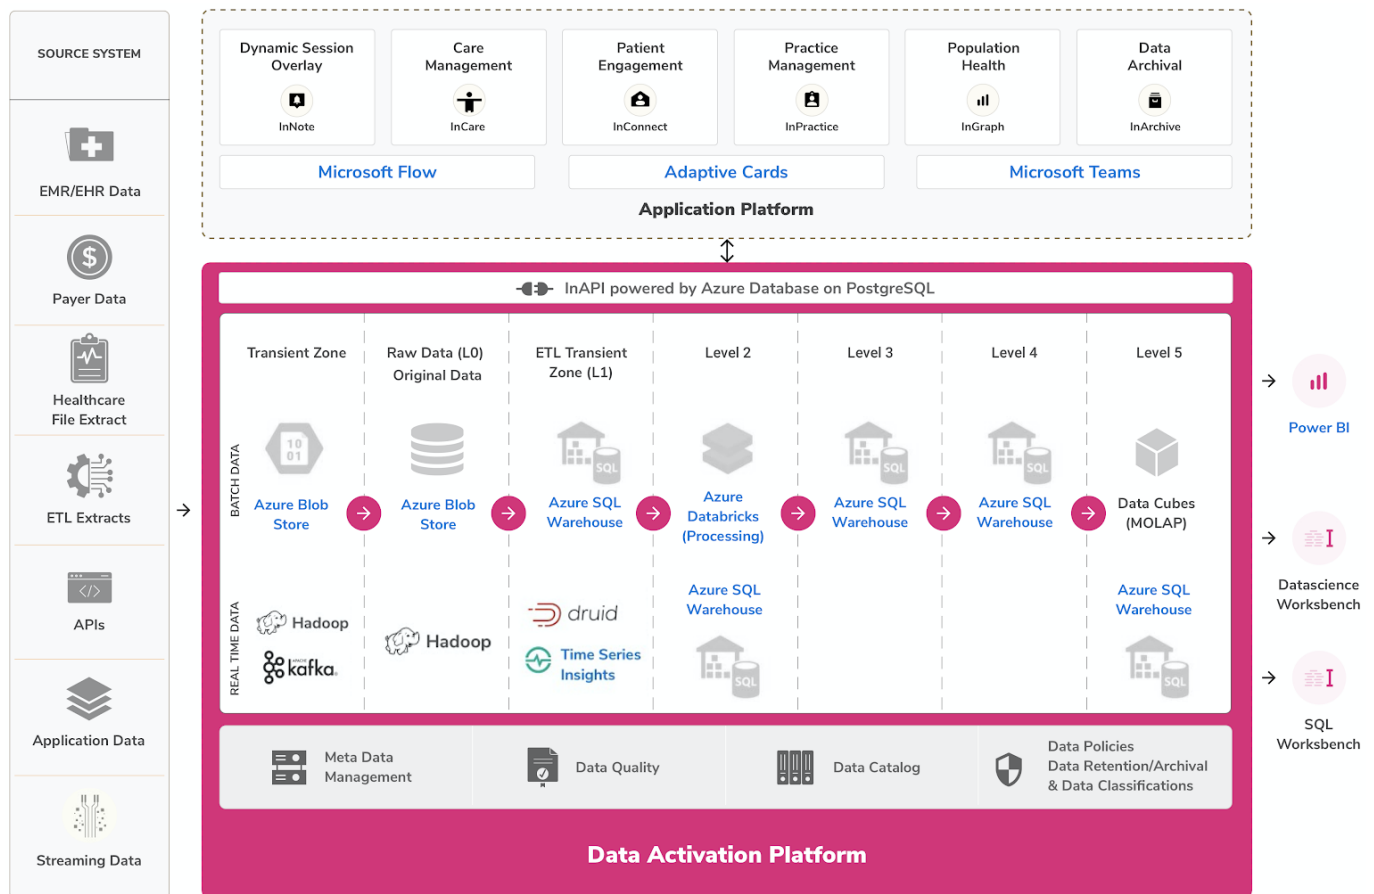 SOURCE SYSTEM
EMR/EHR Data
Payer Data
Healthcare
File Extract
ETL Extracts
APIs
Application Data
Streaming Data
Dynamic Session
Overlay
InNote
Care
Management
InCare
Patient
Engagement
InConnect
Practice
Management
InPractice
Population
Health
InGraph
Data
Archival
InArchive
Microsoft Flow
Adaptive Cards
Microsoft Teams
Application Platform
InAPI powered by Azure Database on PostgreSQL
Transient Zone
Raw Data (L0)
Original Data
ETL Transient
Zone (L1)
Level 2
Level 3
Level 4
Level 5
BATCH DATA
10
01
Azure Blob
Store
Azure Blob
Store
SQL
Azure SQL
Warehouse
Azure
Databricks
(Processing)
SQL
Azure SQL
Warehouse
SQL
Azure SQL
Warehouse
Data Cubes
(MOLAP)
REAL TIME DATA
Hadoop
APACHE
kafka
Hadoop
druid
Time Series
Insights
Azure SQL
Warehouse
SQL
Azure SQL
Warehouse
SQL
Meta Data
Management
Data Quality
Data Catalog
Data Policies
Data Retention/Archival
& Data Classifications
Data Activation Platform
Power BI
Datascience
Worksbench
SQL
Worksbench